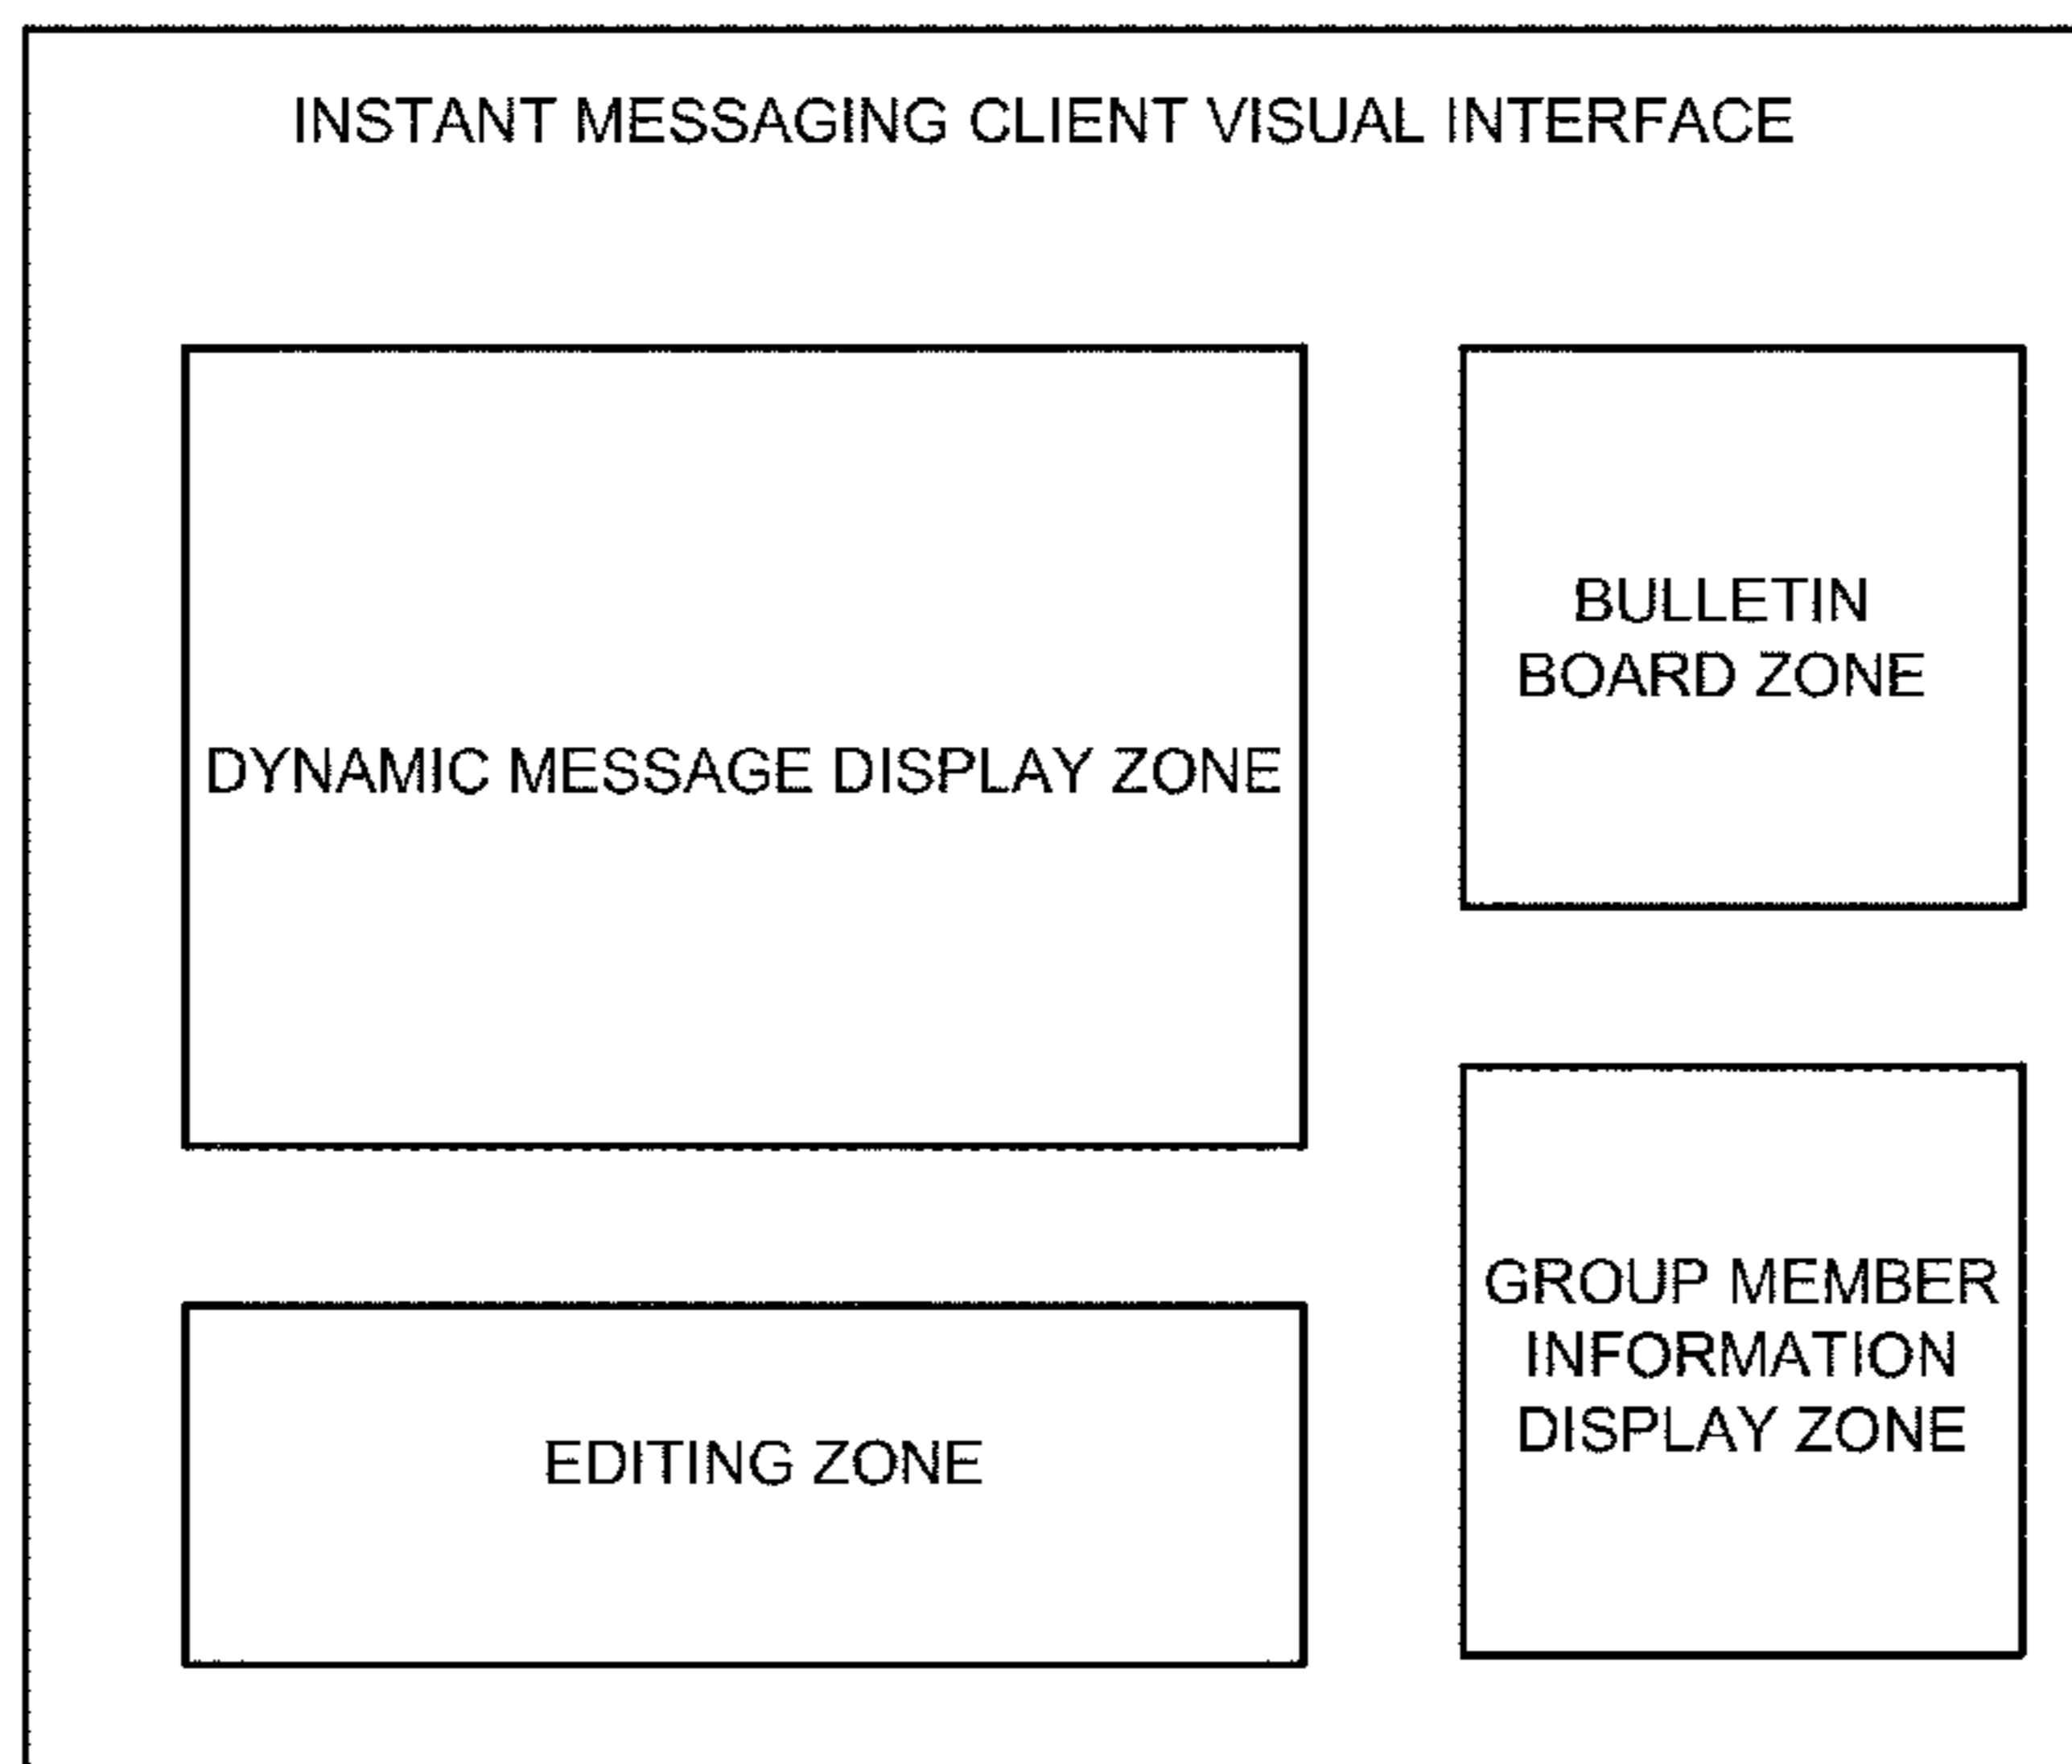 INSTANT MESSAGING CLIENT VISUAL INTERFACE
DYNAMIC MESSAGE DISPLAY ZONE
BULLETIN
BOARD ZONE
EDITING ZONE
GROUP MEMBER
INFORMATION
DISPLAY ZONE